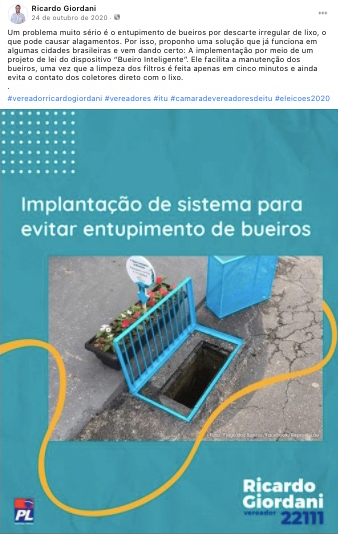 Ricardo Giordani
24 de outubro de 2020 ·
Um problema muito sério é o entupimento de bueiros por descarte irregular de lixo, o
que pode causar alagamentos. Por isso, proponho uma solução que já funciona em
algumas cidades brasileiras e vem dando certo: A implementação por meio de um
projeto de lei do dispositivo "Bueiro Inteligente". Ele facilita a manutenção dos
bueiros, uma vez que a limpeza dos filtros é feita apenas em cinco minutos e ainda
evita o contato dos coletores direto com o lixo.
.
#vereadorricardogiordani #vereadores #itu #camaradevereadoresdeitu #eleicoes2020
Implantação de sistema para
evitar entupimento de bueiros
PL
Ricardo
Giordani
vereador 22111